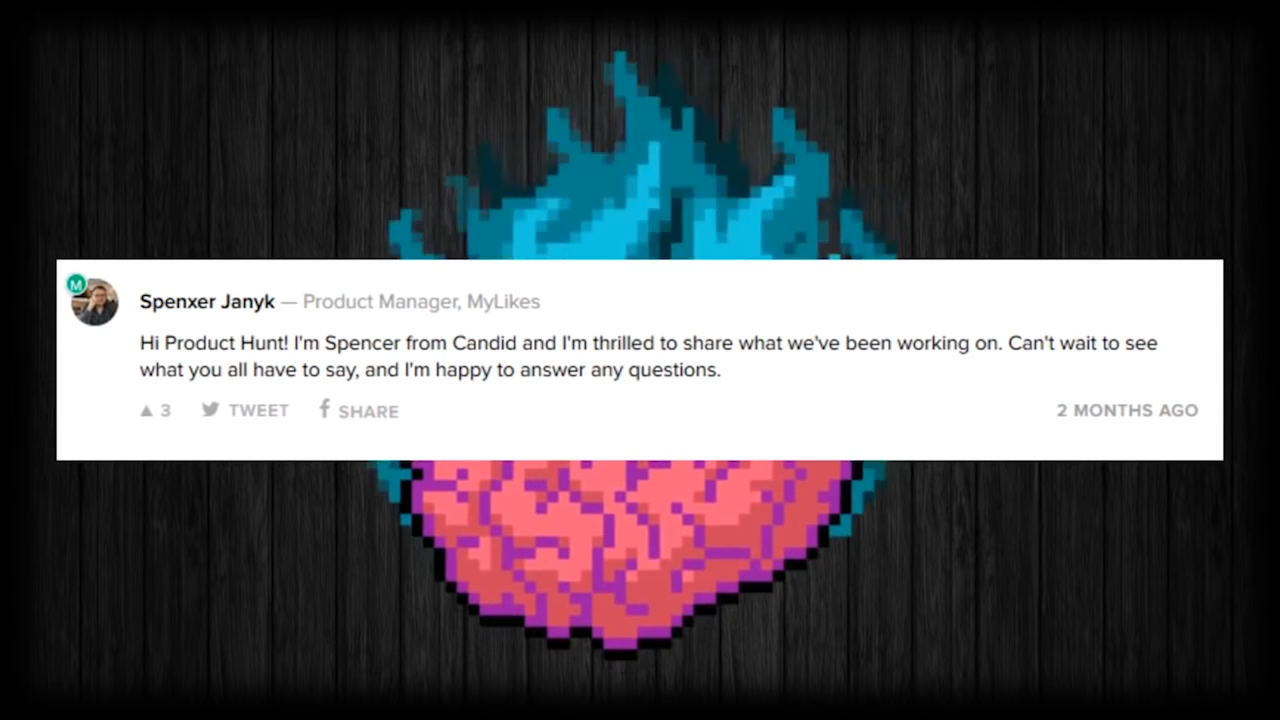 M
Spenxer Janyk — Product Manager, MyLikes
Hi Product Hunt! I'm Spencer from Candid and I'm thrilled to share what we've been working on. Can't wait to see
what you all have to say, and I'm happy to answer any questions.
▲ 3 TWEET SHARE 2 MONTHS AGO